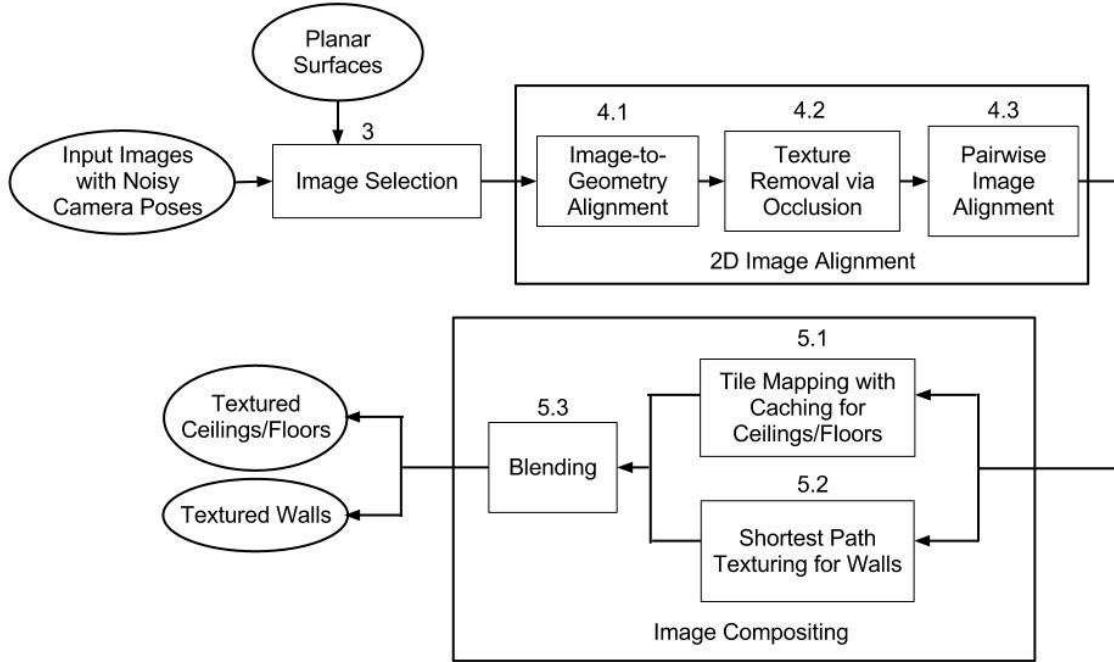 Planar
Surfaces
3
Input Images
with Noisy
Camera Poses
Image Selection
4.1
Image-to-
Geometry
Alignment
4.2
Texture
Removal via
Occlusion
4.3
Pairwise
Image
Alignment
2D Image Alignment
5.1
Tile Mapping with
Caching for
Ceilings/Floors
5.2
Shortest Path
Texturing for Walls
5.3
Blending
Textured
Ceilings/Floors
Textured Walls
Image Compositing